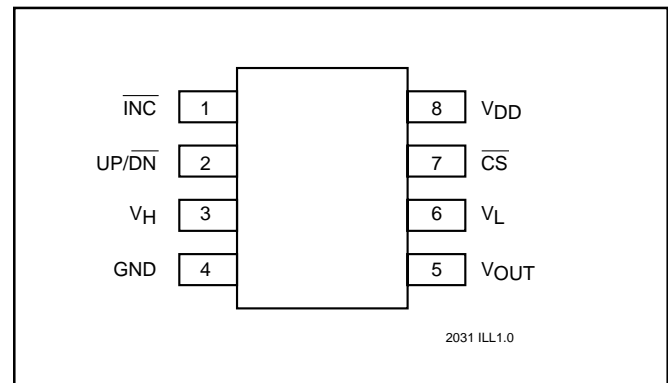 INC 1 8 VDD
UP/DN 2 7 CS
VH 3 6 VL
GND 4 5 VOUT
2031 ILL1.0